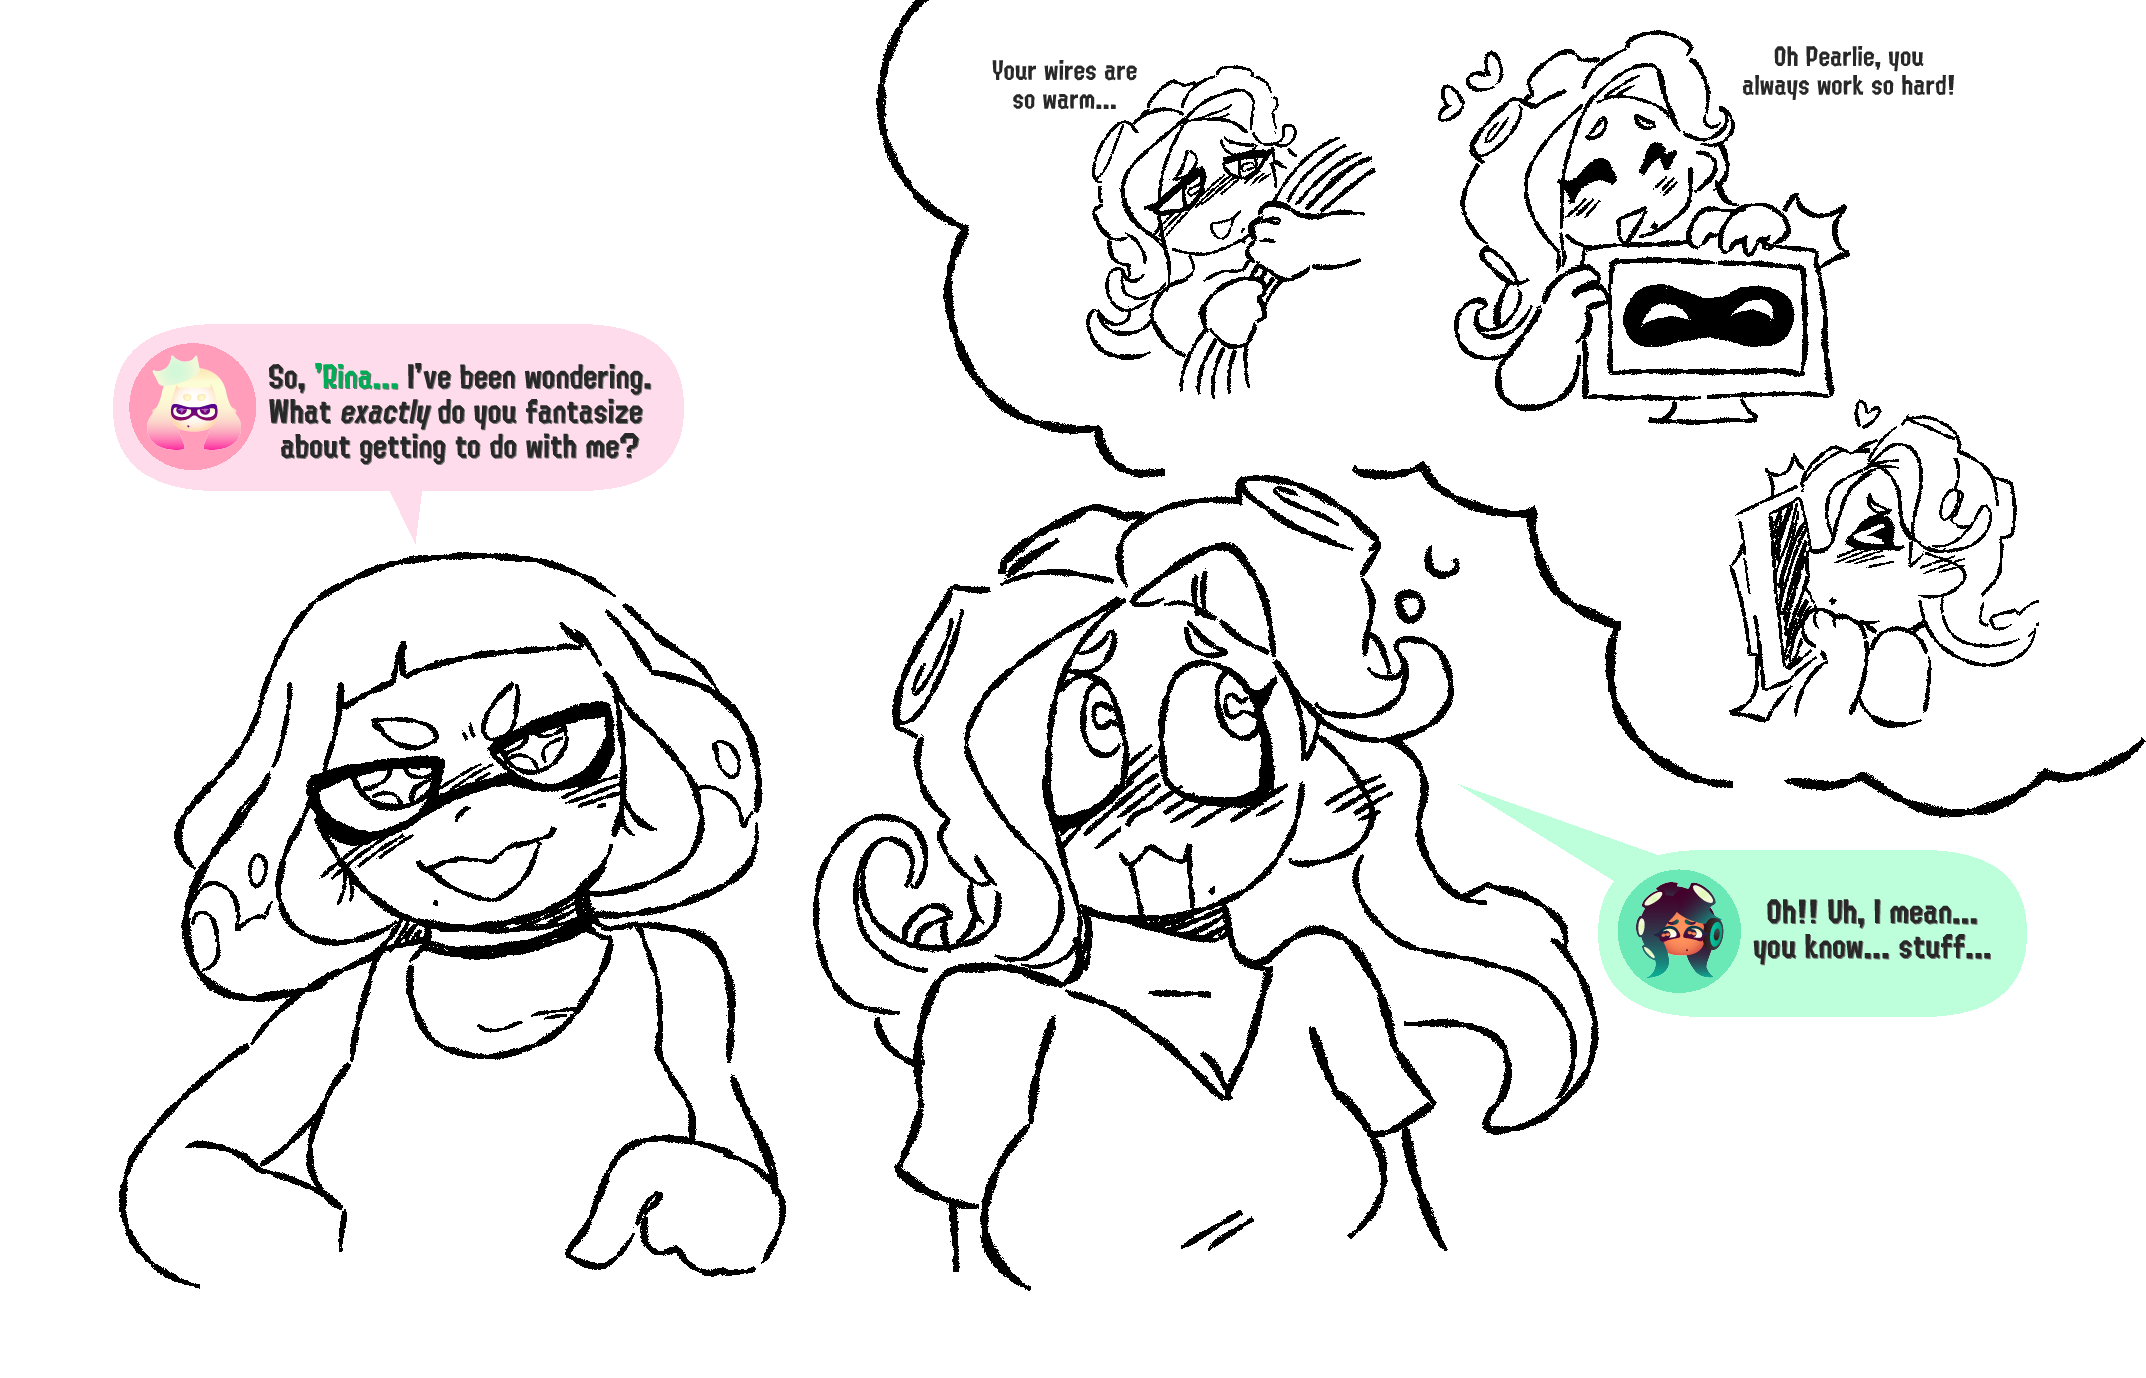 Your wires are
so warm...
Oh Pearlie, you
always work so hard!
So, 'Rina... I've been wondering.
What exactly do you fantasize
about getting to do with me?
Oh!! Uh, I mean...
you know... stuff...